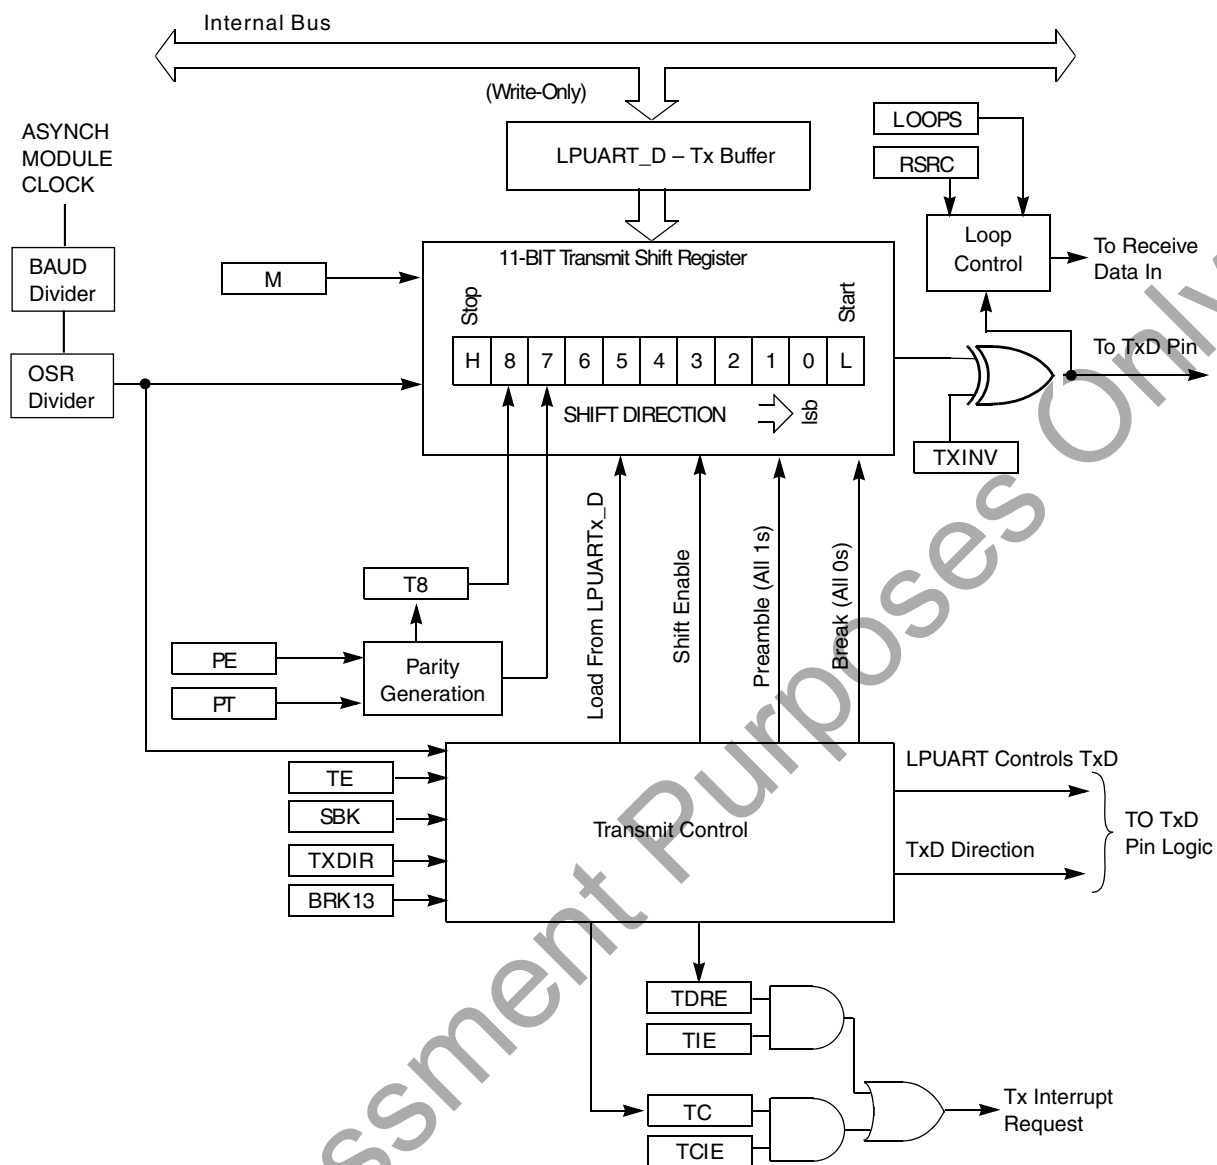 Internal Bus
(Write-Only)
LPUART_D – Tx Buffer
ASYNCH
MODULE
CLOCK
BAUD
Divider
OSR
Divider
M
11-BIT Transmit Shift Register
Stop
Start
H 8 7 6 5 4 3 2 1 0 L
SHIFT DIRECTION
lsb
LOOPS
RSRC
Loop
Control
To Receive
Data In
To TxD Pin
TXINV
T8
PE
PT
Parity
Generation
Load From LPUARTx_D
Shift Enable
Preamble (All 1s)
Break (All 0s)
TE
SBK
TXDIR
BRK13
Transmit Control
LPUART Controls TxD
TxD Direction
TO TxD
Pin Logic
TDRE
TIE
TC
TCIE
Tx Interrupt
Request
ssment Purposes Only